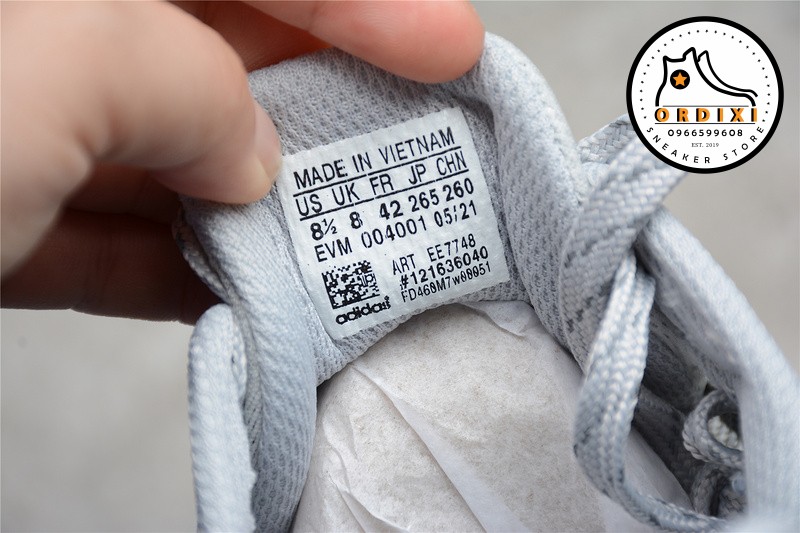 MADE IN VIETNAM
US UK FR JP CHN
8½ 8 42 265 260
EVM 004001 05/21
ART EE7748
#121636040
FD468M7w00051
adidas
ORDIXI
0966599608
EST. 2019
SNEAKER STORE